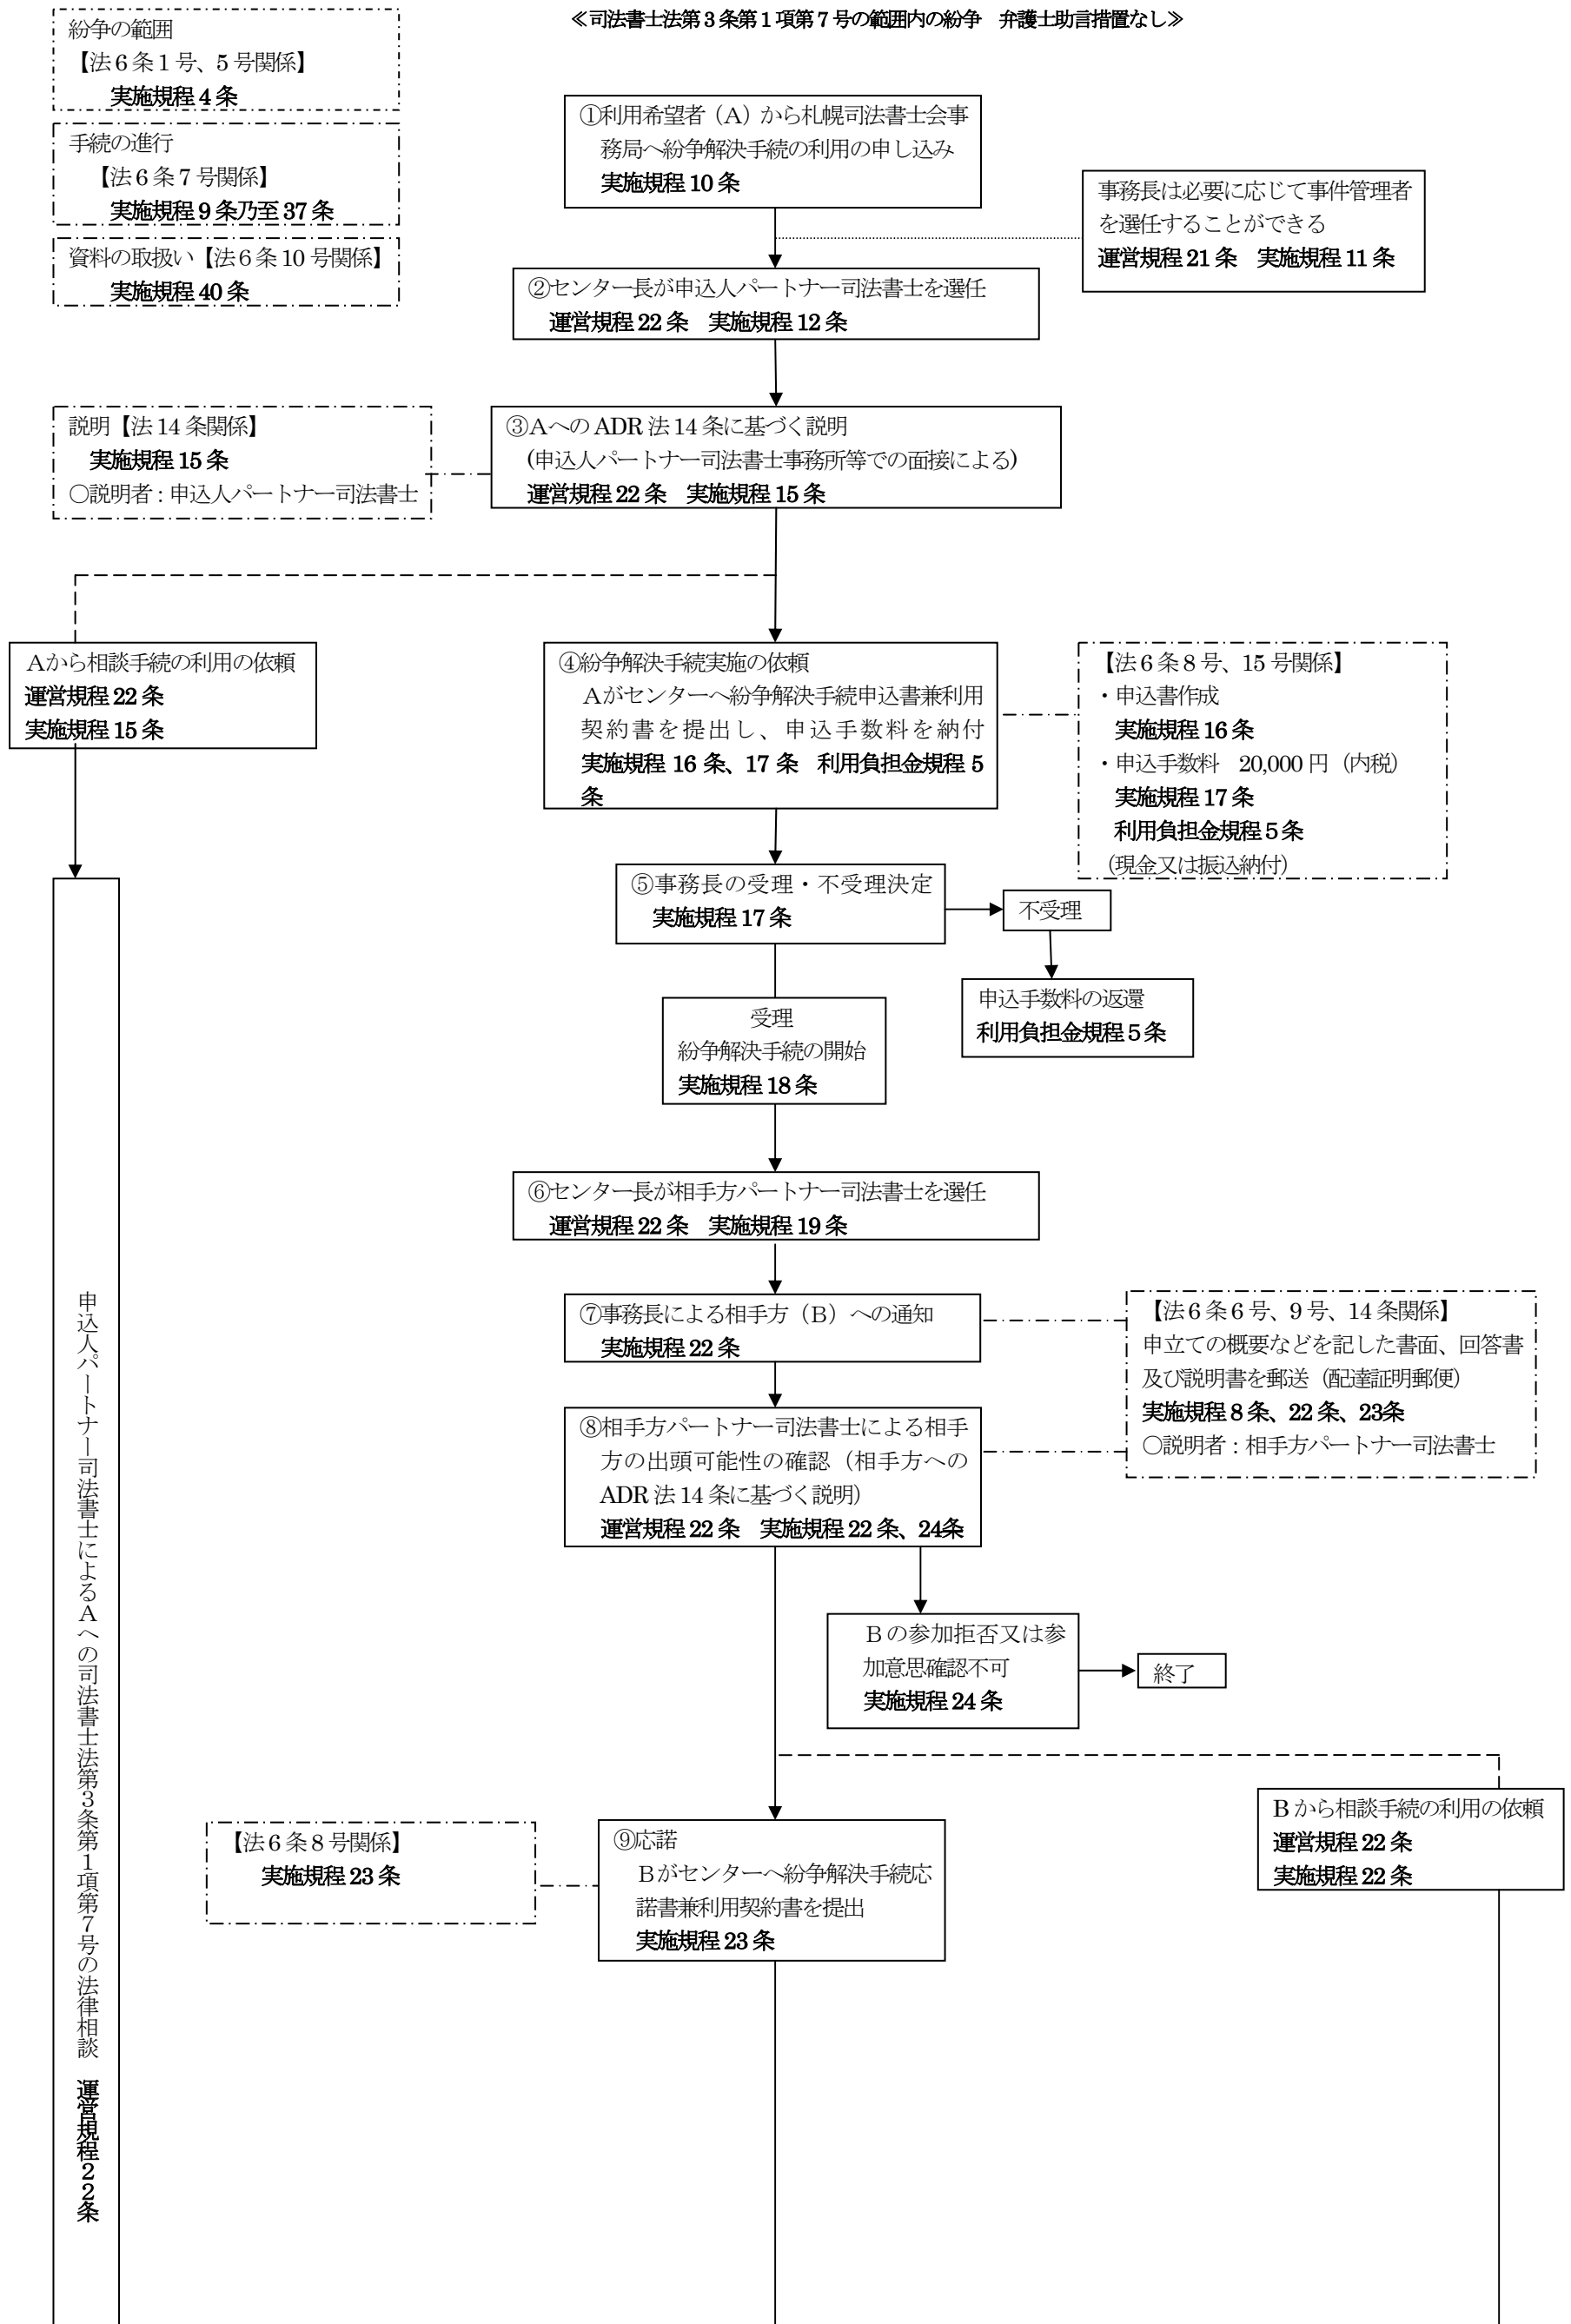 ≪司法書士法第3条第1項第7号の範囲内の紛争　弁護士助言措置なし≫
紛争の範囲
【法6条1号、5号関係】
実施規程4条
手続の進行
【法6条7号関係】
実施規程9条乃至37条
資料の取扱い【法6条10号関係】
実施規程40条
①利用希望者（A）から札幌司法書士会事
務局へ紛争解決手続の利用の申し込み
実施規程10条
事務長は必要に応じて事件管理者
を選任することができる
運営規程21条　実施規程11条
②センター長が申込人パートナー司法書士を選任
運営規程22条　実施規程12条
説明【法14条関係】
実施規程15条
○説明者：申込人パートナー司法書士
③AへのADR法14条に基づく説明
(申込人パートナー司法書士事務所等での面接による)
運営規程22条　実施規程15条
Aから相談手続の利用の依頼
運営規程22条
実施規程15条
④紛争解決手続実施の依頼
Aがセンターへ紛争解決手続申込書兼利用
契約書を提出し、申込手数料を納付
実施規程16条、17条　利用負担金規程5
条
【法6条8号、15号関係】
・申込書作成
実施規程16条
・申込手数料　20,000円（内税）
実施規程17条
利用負担金規程5条
（現金又は振込納付）
⑤事務長の受理・不受理決定
実施規程17条
不受理
申込手数料の返還
利用負担金規程5条
受理
紛争解決手続の開始
実施規程18条
⑥センター長が相手方パートナー司法書士を選任
運営規程22条　実施規程19条
⑦事務長による相手方（B）への通知
実施規程22条
【法6条6号、9号、14条関係】
申立ての概要などを記した書面、回答書
及び説明書を郵送（配達証明郵便）
実施規程8条、22条、23条
○説明者：相手方パートナー司法書士
⑧相手方パートナー司法書士による相手
方の出頭可能性の確認（相手方への
ADR法14条に基づく説明）
運営規程22条　実施規程22条、24条
Bの参加拒否又は参
加意思確認不可
実施規程24条
終了
申込人パートナー司法書士によるAへの司法書士法第3条第1項第7号の法律相談　運営規程22条
【法6条8号関係】
実施規程23条
⑨応諾
Bがセンターへ紛争解決手続応
諾書兼利用契約書を提出
実施規程23条
Bから相談手続の利用の依頼
運営規程22条
実施規程22条